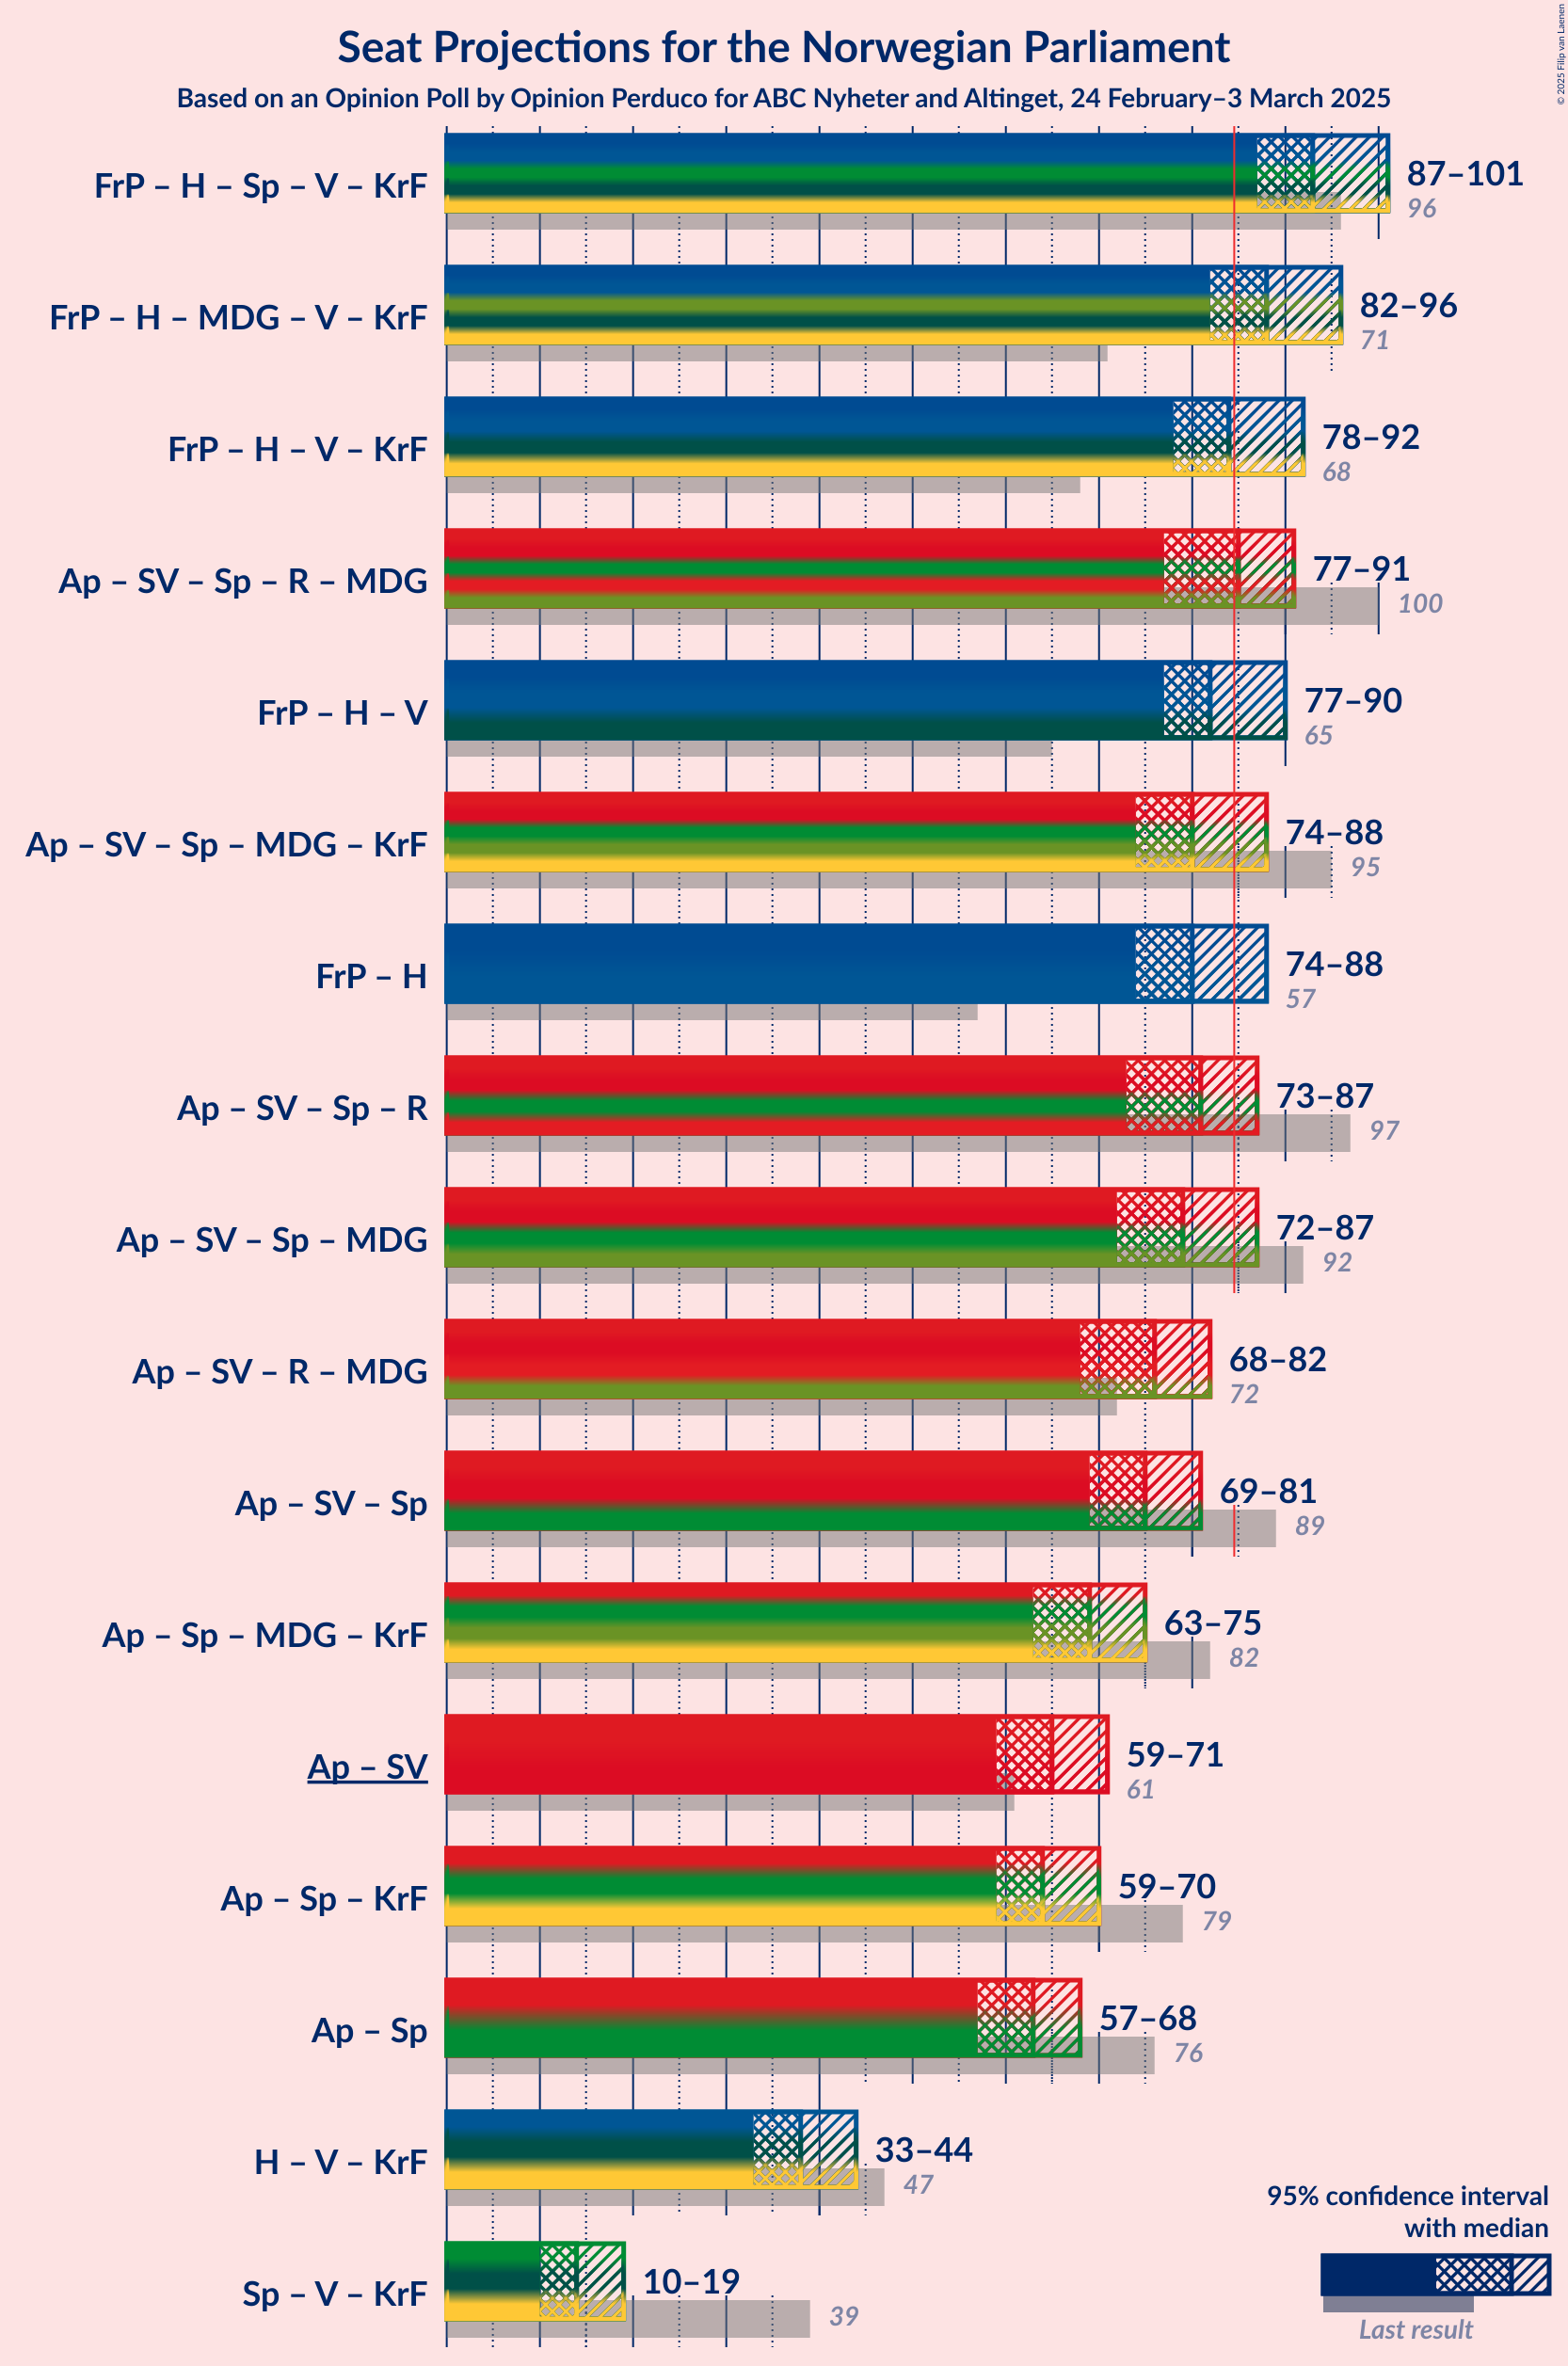 Seat Projections for the Norwegian Parliament
Based on an Opinion Poll by Opinion Perduco for ABC Nyheter and Altinget, 24 February–3 March 2025
© 2025 Filip van Laenen
FrP – H – Sp – V – KrF
87–101
96
FrP – H – MDG – V – KrF
82–96
71
FrP – H – V – KrF
78–92
68
Ap – SV – Sp – R – MDG
77–91
100
FrP – H – V
77–90
65
Ap – SV – Sp – MDG – KrF
74–88
95
FrP – H
74–88
57
Ap – SV – Sp – R
73–87
97
Ap – SV – Sp – MDG
72–87
92
Ap – SV – R – MDG
68–82
72
Ap – SV – Sp
69–81
89
Ap – Sp – MDG – KrF
63–75
82
Ap – SV
59–71
61
Ap – Sp – KrF
59–70
79
Ap – Sp
57–68
76
H – V – KrF
33–44
47
Sp – V – KrF
10–19
39
95% confidence interval
with median
Last result